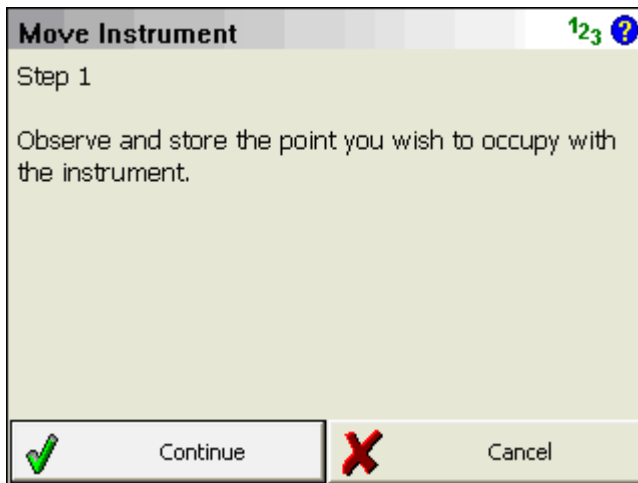 Move Instrument
123 ?
Step 1
Observe and store the point you wish to occupy with
the instrument.
Continue
Cancel